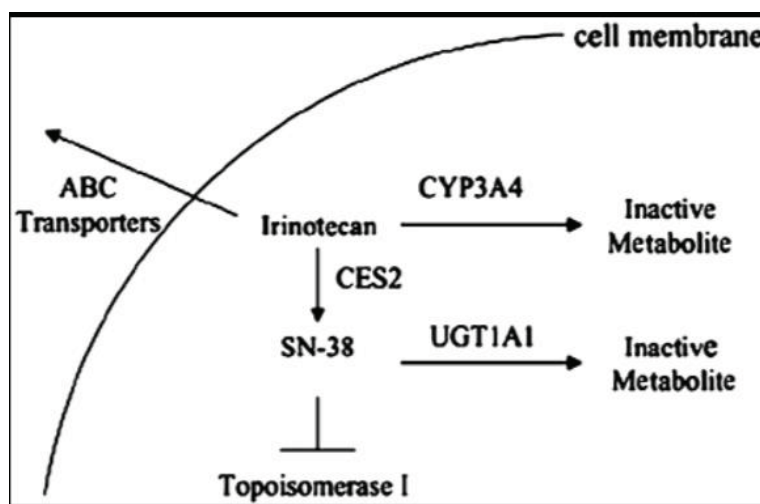 cell membrane
ABC
Transporters
CYP3A4
Irinotecan
Inactive
Metabolite
CES2
SN-38
UGT1A1
Inactive
Metabolite
Topoisomerase I